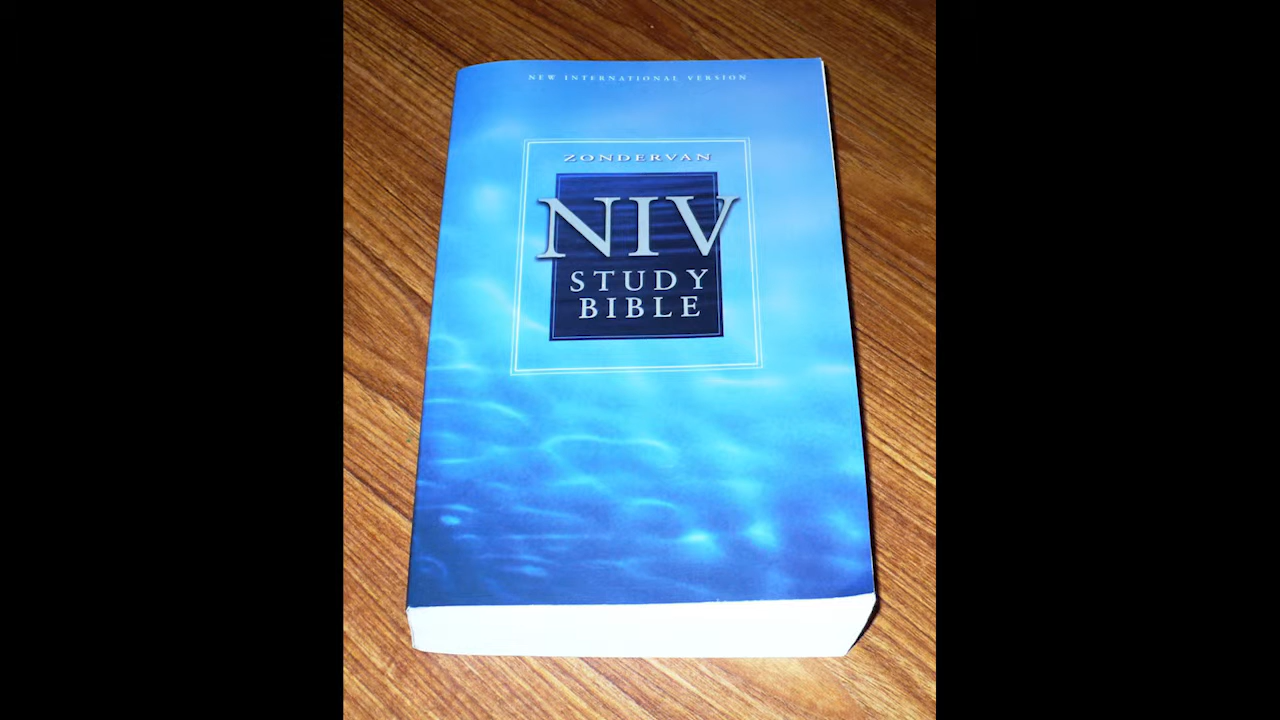 NEW INTERNATIONAL VERSION
ZONDERVAN
NIV
STUDY
BIBLE